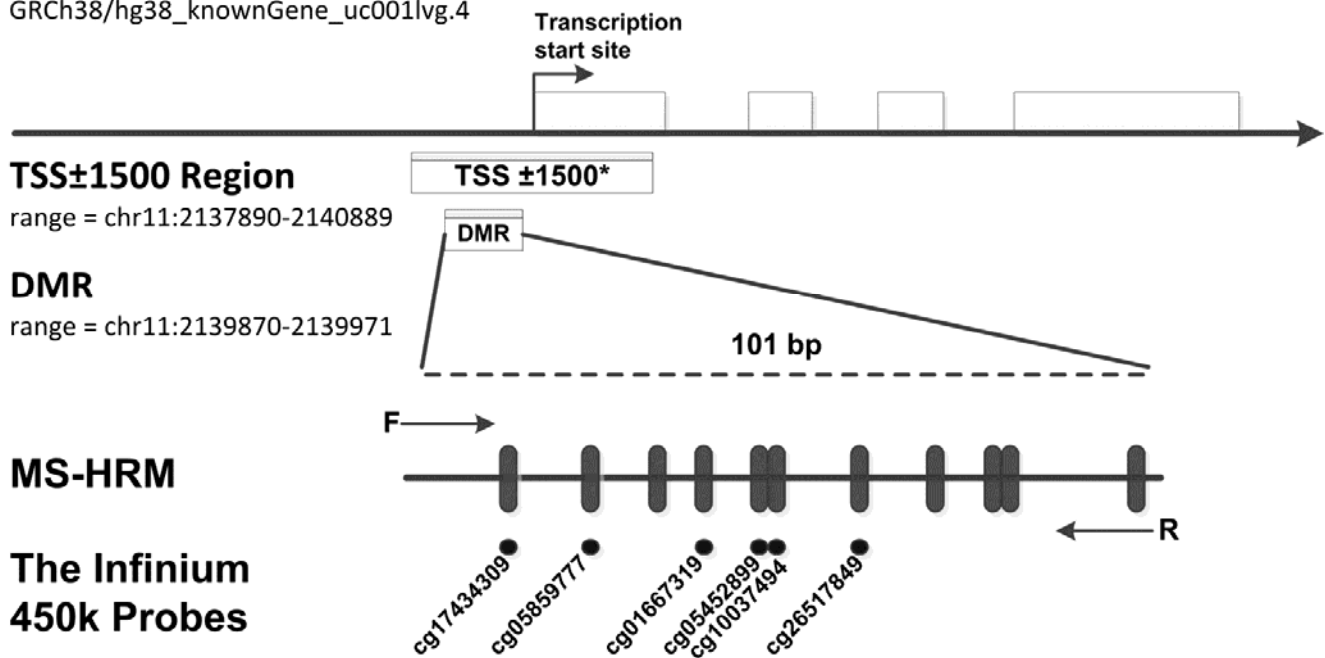 GRCh38/hg38_knownGene_uc001lvg.4
Transcription
start site
TSS±1500 Region
TSS ±1500*
range = chr11:2137890-2140889
DMR
DMR
range = chr11:2139870-2139971
101 bp
F
MS-HRM
R
The Infinium
450k Probes
cg17434309
cg05859777
cg01667319
cg05452899
cg10037494
cg26517849